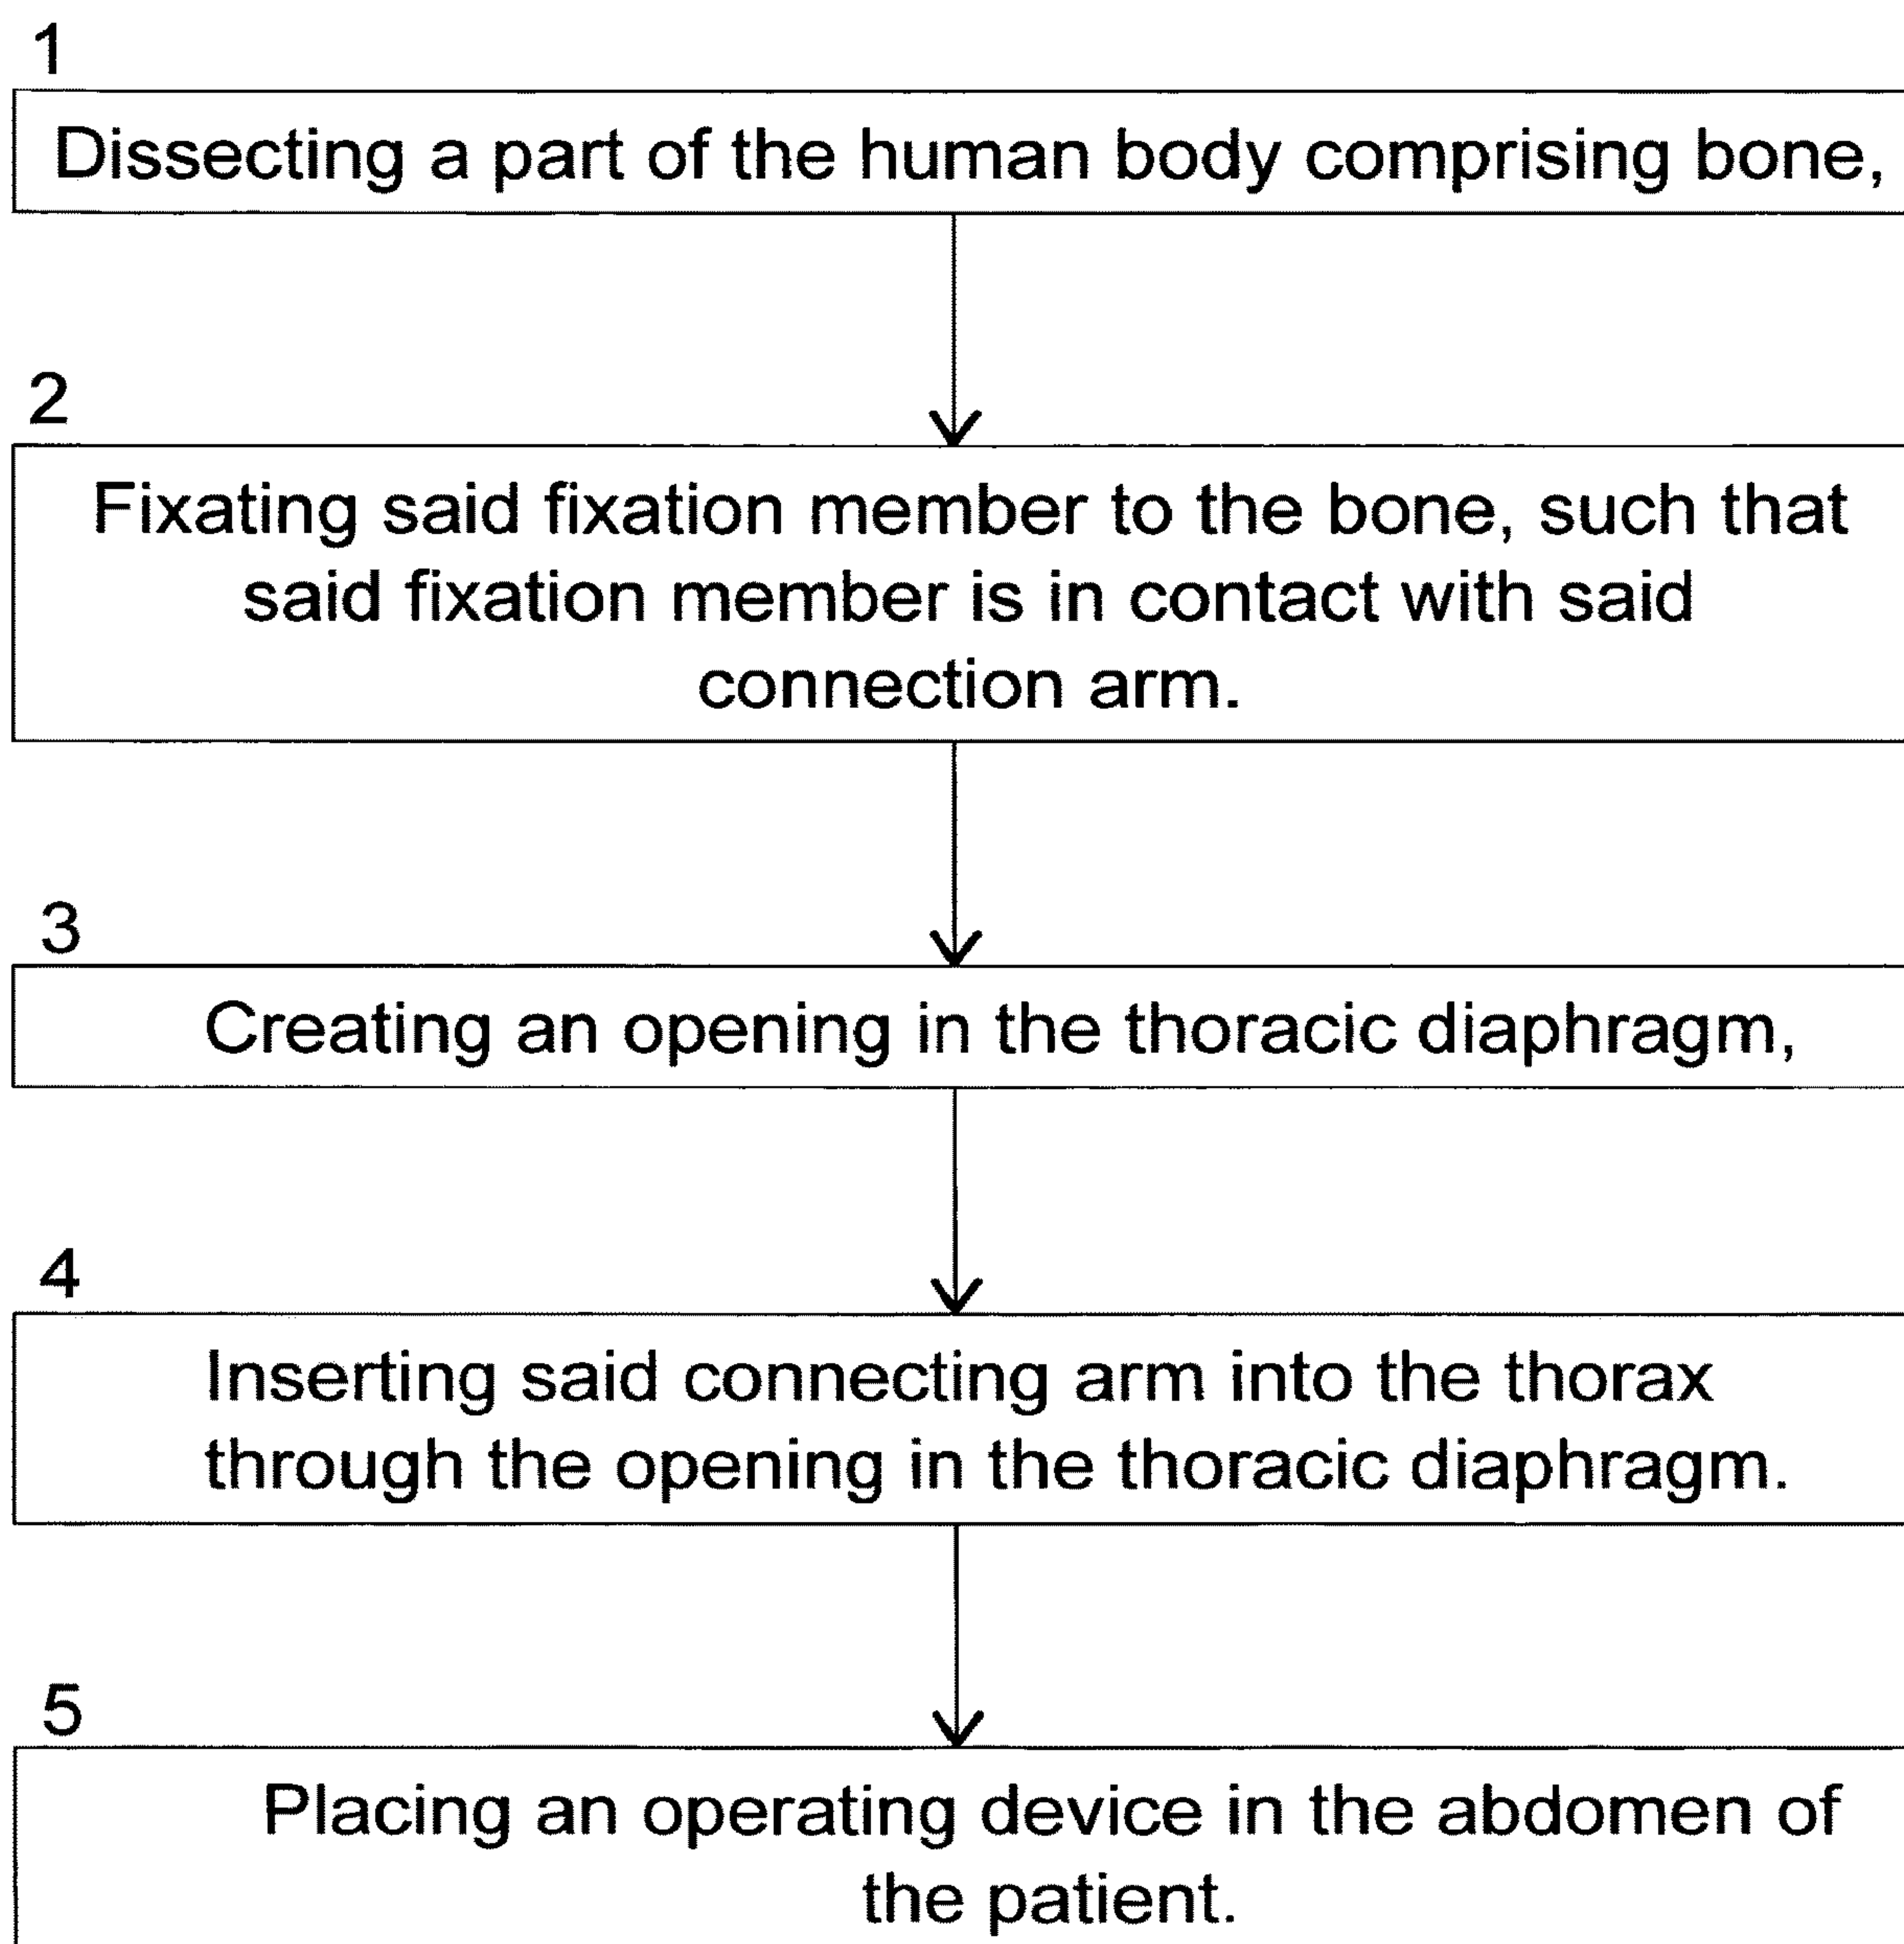 1
Dissecting a part of the human body comprising bone,
2
Fixating said fixation member to the bone, such that
said fixation member is in contact with said
connection arm.
3
Creating an opening in the thoracic diaphragm,
4
Inserting said connecting arm into the thorax
through the opening in the thoracic diaphragm.
5
Placing an operating device in the abdomen of
the patient.